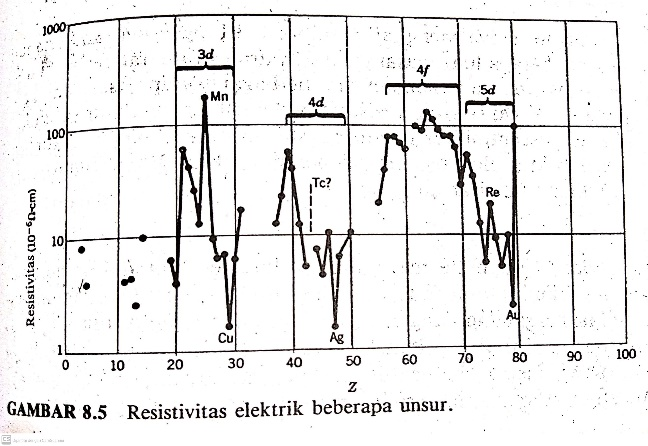 1000
100
10
1
Resistivitas (10⁻⁶Ω-cm)
3d
Mn
4d
4f
5d
Tc?
Re
Cu
Ag
Au
0 10 20 30 40 50 60 70 80 90 100
Z
GAMBAR 8.5 Resistivitas elektrik beberapa unsur.
CS